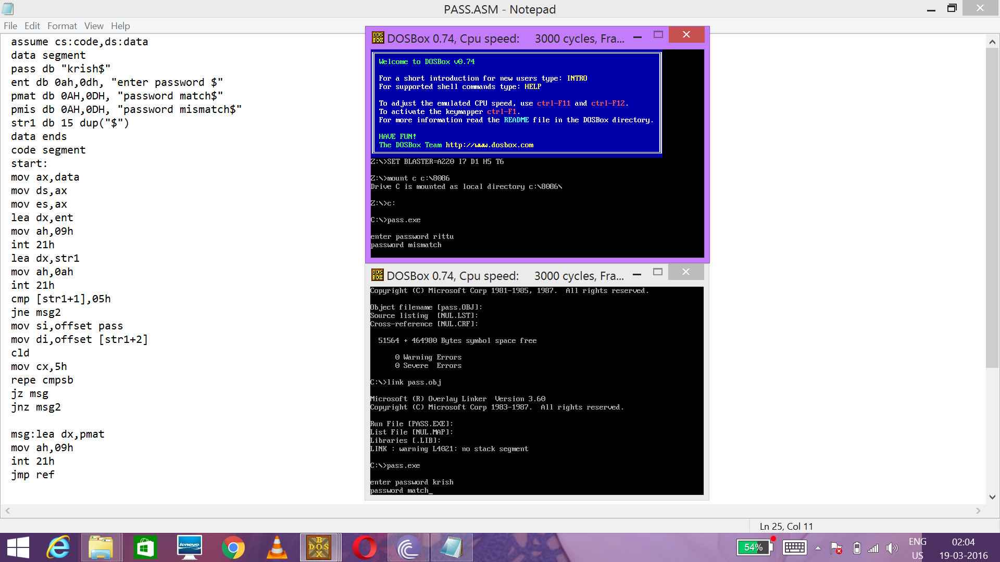 PASS.ASM - Notepad
File Edit Format View Help
assume cs:code,ds:data
data segment
pass db "krish$"
ent db 0ah,0dh, "enter password $"
pmat db 0AH,0DH, "password match$"
pmis db 0AH,0DH, "password mismatch$"
str1 db 15 dup("$")
data ends
code segment
start:
mov ax,data
mov ds,ax
mov es,ax
lea dx,ent
mov ah,09h
int 21h
lea dx,str1
mov ah,0ah
int 21h
cmp [str1+1],05h
jne msg2
mov si,offset pass
mov di,offset [str1+2]
cld
mov cx,5h
repe cmpsb
jz msg
jnz msg2
msg:lea dx,pmat
mov ah,09h
int 21h
jmp ref
DOSBox 0.74, Cpu speed: 3000 cycles, Fra...
Welcome to DOSBox v0.74
For a short introduction for new users type: INTRO
For supported shell commands type: HELP
To adjust the emulated CPU speed, use ctrl-F11 and ctrl-F12.
To activate the keymapper ctrl-F1.
For more information read the README file in the DOSBox directory.
HAVE FUN!
The DOSBox Team http://www.dosbox.com
Z:\>SET BLASTER=A220 I7 D1 H5 T6
Z:\>mount c c:\8086
Drive C is mounted as local directory c:\8086\
Z:\>c:
C:\>pass.exe
enter password rittu
password mismatch
DOSBox 0.74, Cpu speed: 3000 cycles, Fra...
Copyright (C) Microsoft Corp 1981-1985, 1987. All rights reserved.
Object filename [pass.OBJ]:
Source listing [NUL.LST]:
Cross-reference [NUL.CRF]:
51564 + 464980 Bytes symbol space free
0 Warning Errors
0 Severe Errors
C:\>link pass.obj
Microsoft (R) Overlay Linker Version 3.60
Copyright (C) Microsoft Corp 1983-1987. All rights reserved.
Run File [PASS.EXE]:
List File [NUL.MAP]:
Libraries [.LIB]:
LINK : warning L4021: no stack segment
C:\>pass.exe
enter password krish
password match_
Ln 25, Col 11
lenovo
DOS BOX
54%
ENG
US
02:04
19-03-2016